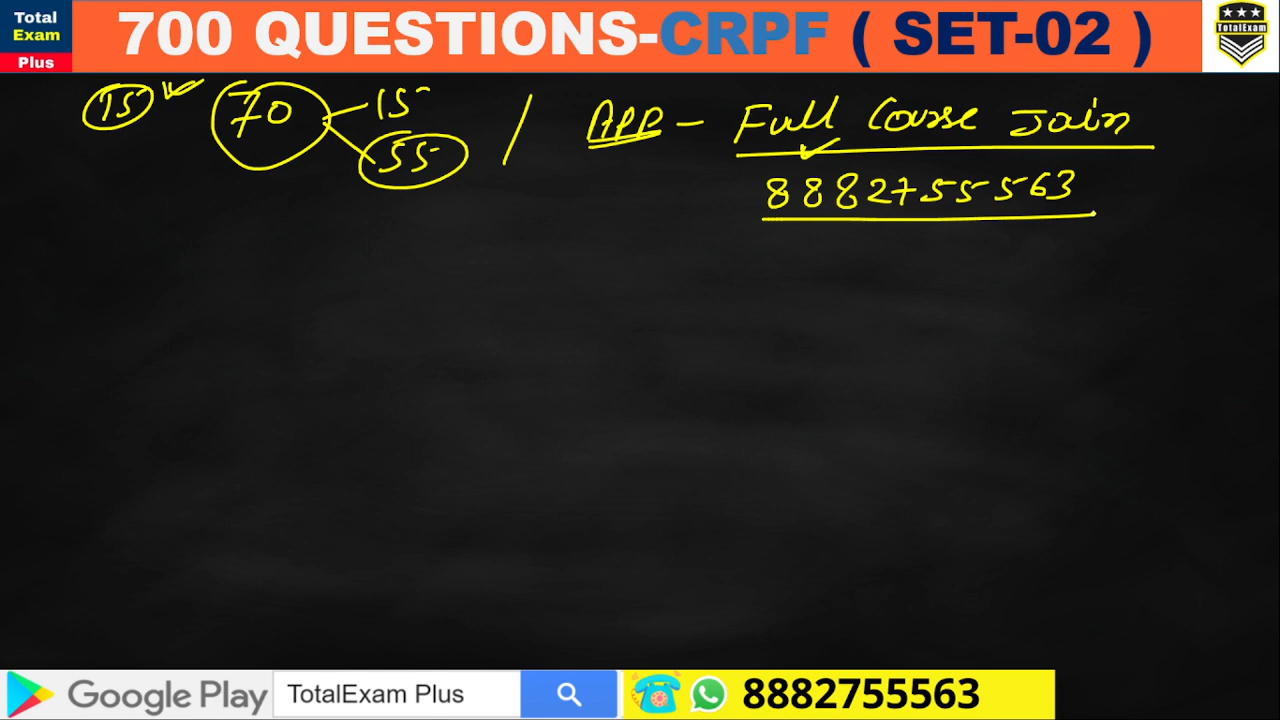 Total
Exam
Plus
700 QUESTIONS-CRPF ( SET-02 )
TotalExam
15 70 15 / APP - Full Course Join
55
8882755563
Google Play
TotalExam Plus
8882755563